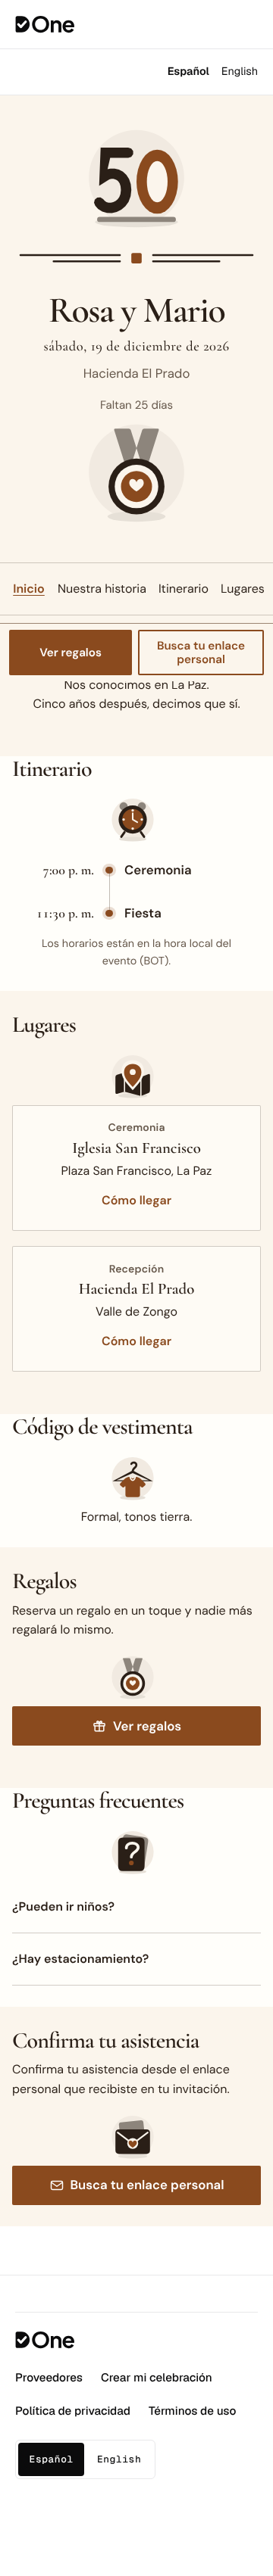 One
Español English
50
Rosa y Mario
sábado, 19 de diciembre de 2026
Hacienda El Prado
Faltan 25 días
Inicio Nuestra historia Itinerario Lugares
Ver regalos
Busca tu enlace
personal
Nos conocimos en La Paz.
Cinco años después, decimos que sí.
Itinerario
7:00 p. m. Ceremonia
11:30 p. m. Fiesta
Los horarios están en la hora local del
evento (BOT).
Lugares
Ceremonia
Iglesia San Francisco
Plaza San Francisco, La Paz
Cómo llegar
Recepción
Hacienda El Prado
Valle de Zongo
Cómo llegar
Código de vestimenta
Formal, tonos tierra.
Regalos
Reserva un regalo en un toque y nadie más
regalará lo mismo.
Ver regalos
Preguntas frecuentes
?
¿Pueden ir niños?
¿Hay estacionamiento?
Confirma tu asistencia
Confirma tu asistencia desde el enlace
personal que recibiste en tu invitación.
Busca tu enlace personal
One
Proveedores Crear mi celebración
Política de privacidad Términos de uso
Español English